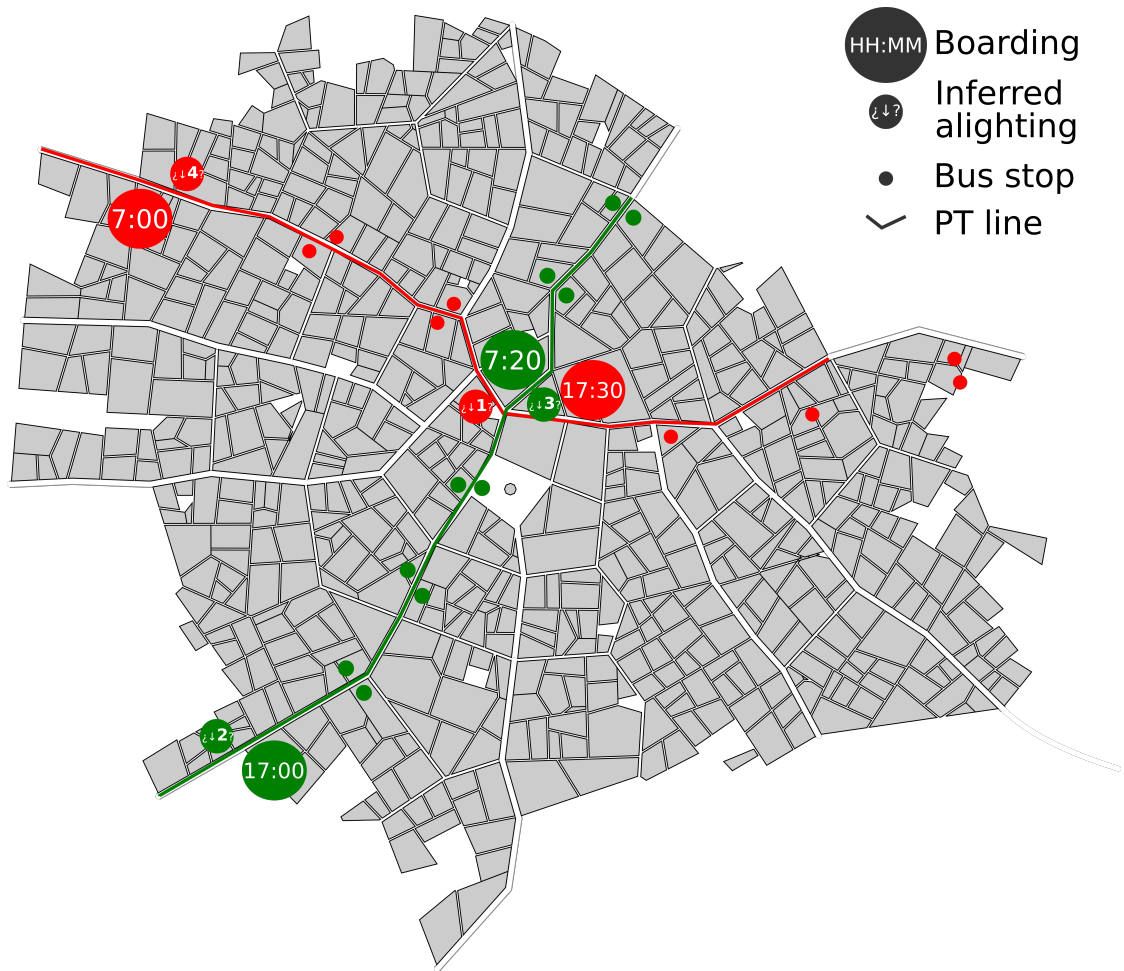 HH:MM Boarding
¿↓? Inferred
alighting
Bus stop
PT line
¿↓4?
7:00
7:20
17:30
¿↓1?
¿↓3?
¿↓2?
17:00